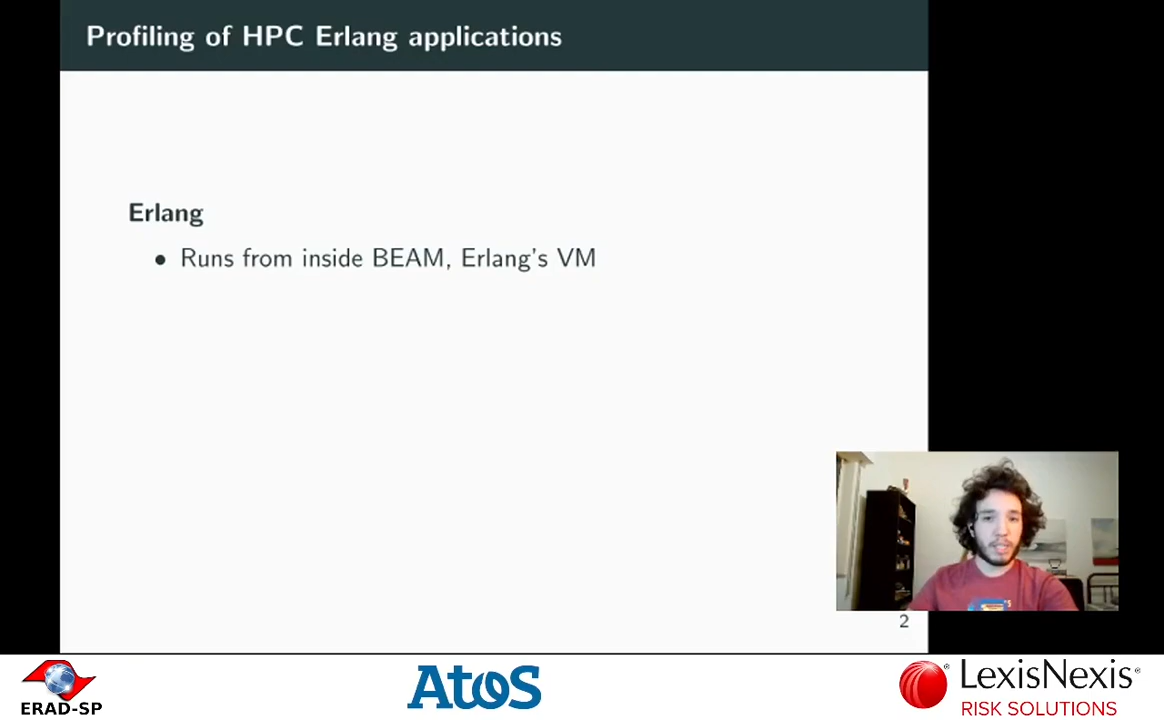 Profiling of HPC Erlang applications
Erlang
• Runs from inside BEAM, Erlang's VM
2
ERAD-SP
Atos
LexisNexis®
RISK SOLUTIONS